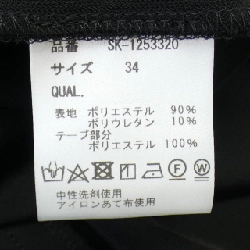 品番 SK-1253320
サイズ 34
QUAL.
表地 ポリエステル 90%
ポリウレタン 10%
テープ部分
ポリエステル 100%
中性洗剤使用
アイロンあて布使用